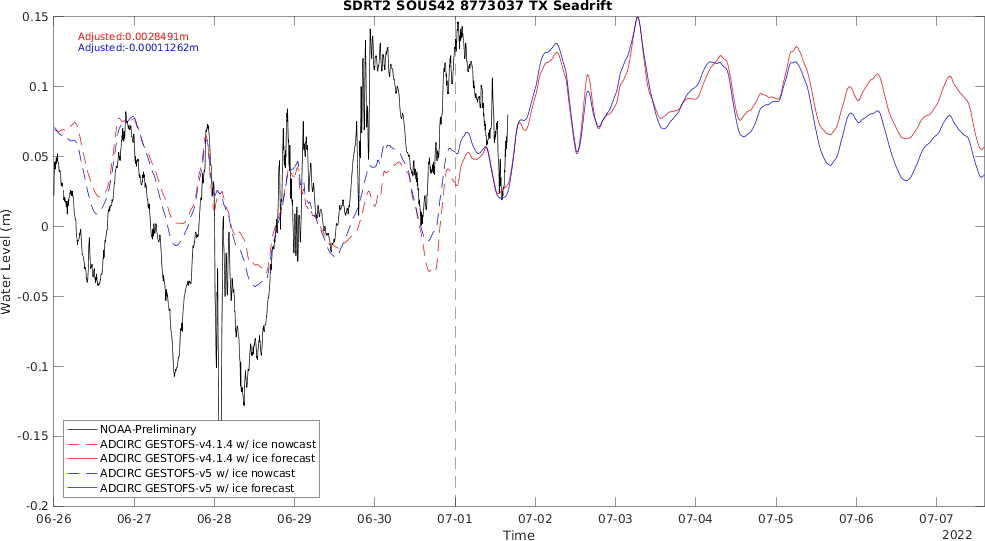 SDRT2 SOUS42 8773037 TX Seadrift
Adjusted:0.0028491m
Adjusted:-0.00011262m
0.15
0.1
0.05
0
-0.05
-0.1
-0.15
-0.2
Water Level (m)
NOAA-Preliminary
ADCIRC GESTOFS-v4.1.4 w/ ice nowcast
ADCIRC GESTOFS-v4.1.4 w/ ice forecast
ADCIRC GESTOFS-v5 w/ ice nowcast
ADCIRC GESTOFS-v5 w/ ice forecast
06-26 06-27 06-28 06-29 06-30 07-01 07-02 07-03 07-04 07-05 07-06 07-07
Time
2022